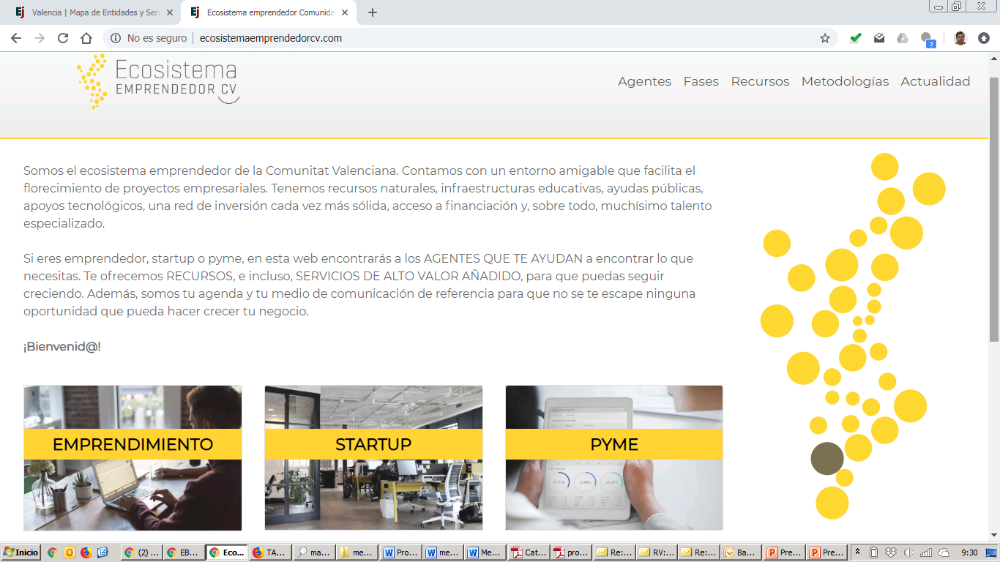 Valencia | Mapa de Entidades y Ser
Ecosistema emprendedor Comunida
No es seguro | ecosistemaemprendedorcv.com
Ecosistema
EMPRENDEDOR CV
Agentes Fases Recursos Metodologías Actualidad
Somos el ecosistema emprendedor de la Comunitat Valenciana. Contamos con un entorno amigable que facilita el
florecimiento de proyectos empresariales. Tenemos recursos naturales, infraestructuras educativas, ayudas públicas,
apoyos tecnológicos, una red de inversión cada vez más sólida, acceso a financiación y, sobre todo, muchísimo talento
especializado.
Si eres emprendedor, startup o pyme, en esta web encontrarás a los AGENTES QUE TE AYUDAN a encontrar lo que
necesitas. Te ofrecemos RECURSOS, e incluso, SERVICIOS DE ALTO VALOR AÑADIDO, para que puedas seguir
creciendo. Además, somos tu agenda y tu medio de comunicación de referencia para que no se te escape ninguna
oportunidad que pueda hacer crecer tu negocio.
¡Bienvenid@!
EMPRENDIMIENTO
STARTUP
PYME
Inicio (2) ... EB... Eco... TA... ma... me... Pro... me... Me... Cat... pro... Re:... RV:... Re:... Ba... Pre... Pre... 9:30